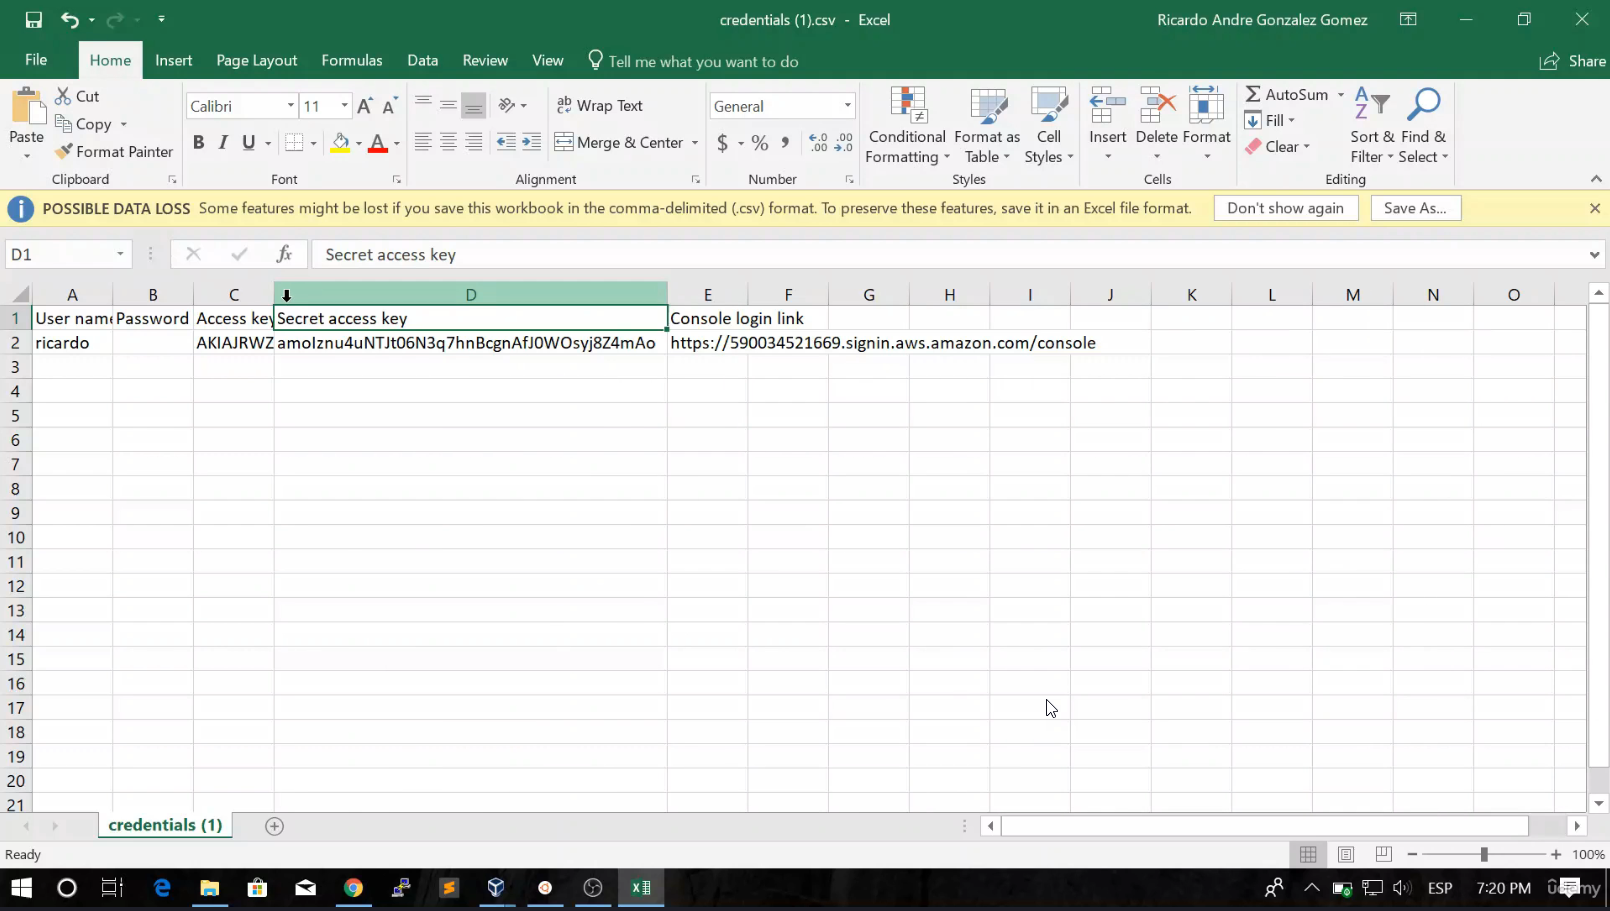 credentials (1).csv - Excel
Ricardo Andre Gonzalez Gomez
File Home Insert Page Layout Formulas Data Review View Tell me what you want to do Share
Paste
Cut
Copy
Format Painter
Clipboard
Calibri 11
B I U
Font
Wrap Text
Merge & Center
Alignment
General
$ % ,
Number
Conditional Formatting
Format as Table
Cell Styles
Styles
Insert Delete Format
Cells
AutoSum
Fill
Clear
Sort & Filter
Find & Select
Editing
POSSIBLE DATA LOSS Some features might be lost if you save this workbook in the comma-delimited (.csv) format. To preserve these features, save it in an Excel file format. Don't show again Save As...
D1 fx Secret access key
A B C D E F G H I J K L M N O
1 User name Password Access key Secret access key Console login link
2 ricardo AKIAJRWZ amoIznu4uNTJt06N3q7hnBcgnAfJ0WOsyj8Z4mAo https://590034521669.signin.aws.amazon.com/console
3
4
5
6
7
8
9
10
11
12
13
14
15
16
17
18
19
20
21
credentials (1)
Ready
100%
ESP
7:20 PM
Udemy